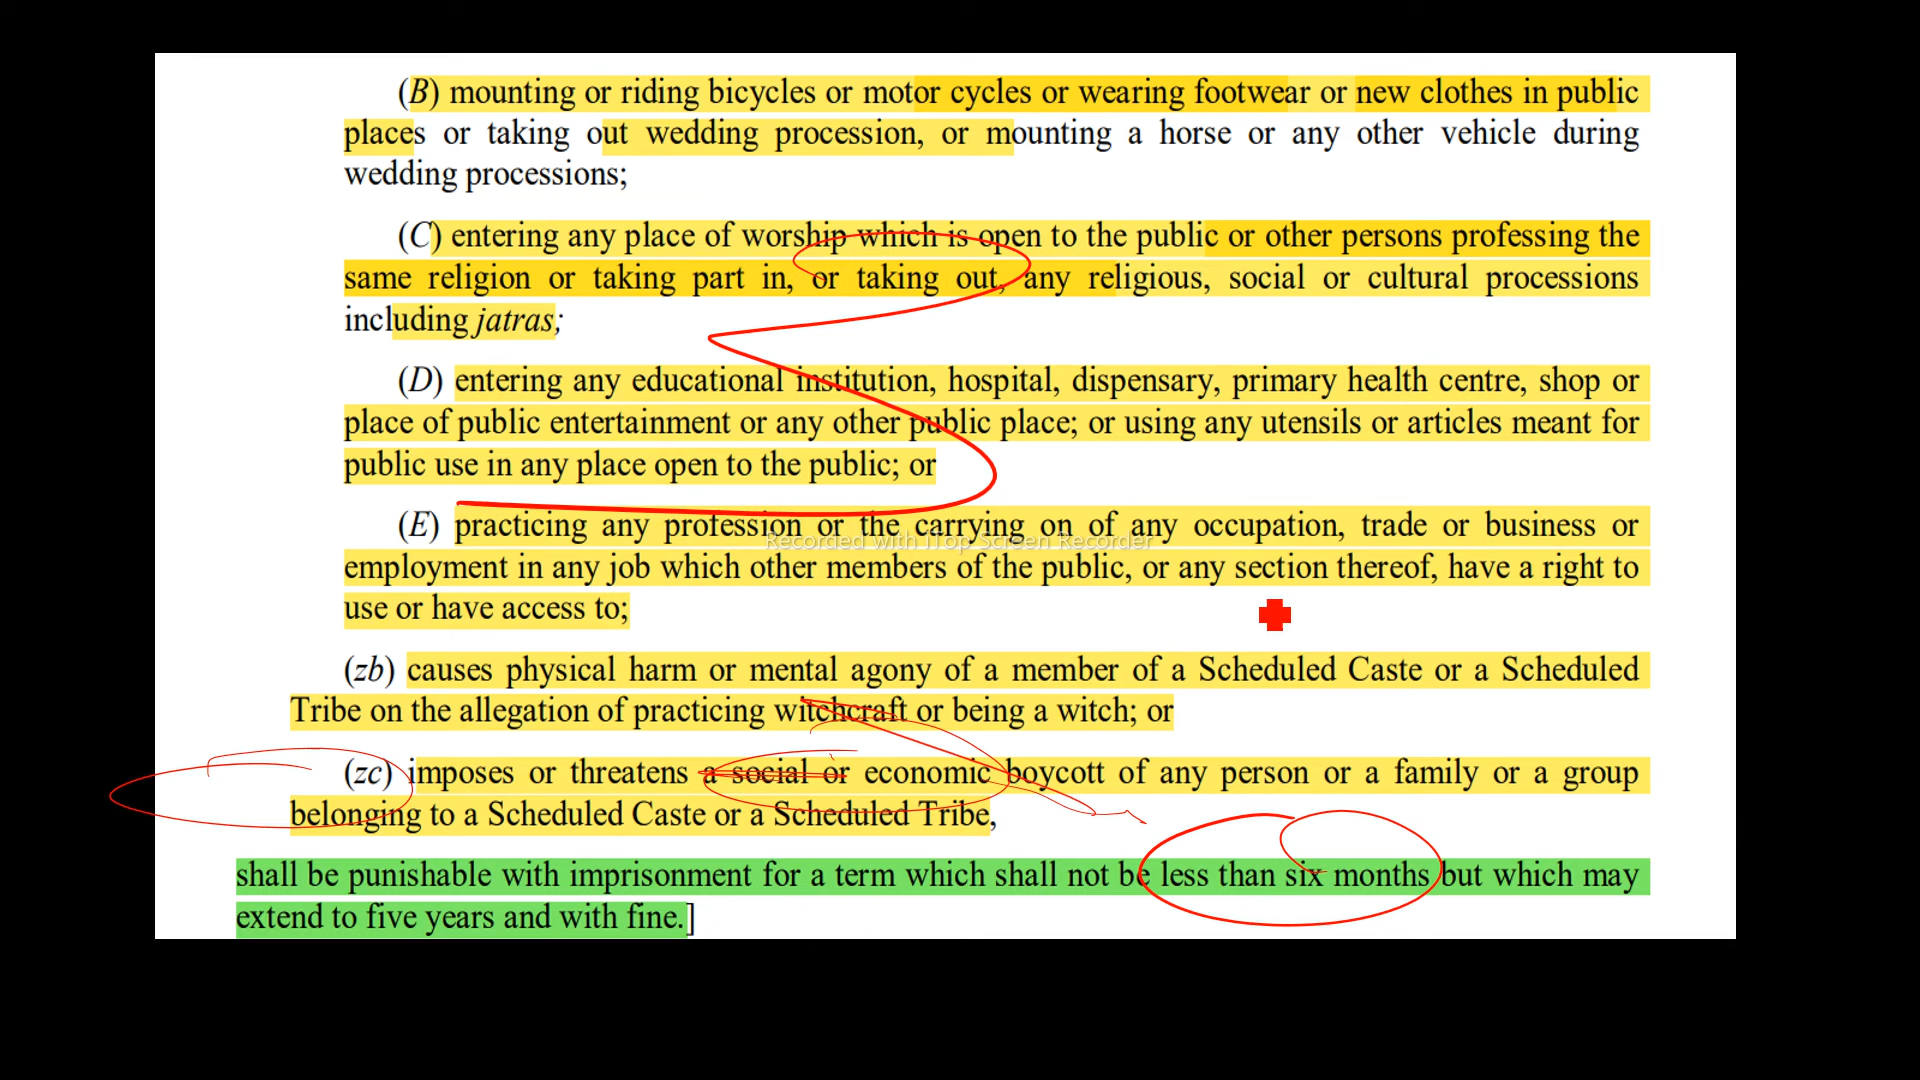 (B) mounting or riding bicycles or motor cycles or wearing footwear or new clothes in public
places or taking out wedding procession, or mounting a horse or any other vehicle during
wedding processions;
(C) entering any place of worship which is open to the public or other persons professing the
same religion or taking part in, or taking out, any religious, social or cultural processions
including jatras;
(D) entering any educational institution, hospital, dispensary, primary health centre, shop or
place of public entertainment or any other public place; or using any utensils or articles meant for
public use in any place open to the public; or
(E) practicing any profession or the carrying on of any occupation, trade or business or
Recorded with iTop Screen Recorder
employment in any job which other members of the public, or any section thereof, have a right to
use or have access to;
(zb) causes physical harm or mental agony of a member of a Scheduled Caste or a Scheduled
Tribe on the allegation of practicing witchcraft or being a witch; or
(zc) imposes or threatens a social or economic boycott of any person or a family or a group
belonging to a Scheduled Caste or a Scheduled Tribe,
shall be punishable with imprisonment for a term which shall not be less than six months but which may
extend to five years and with fine.]